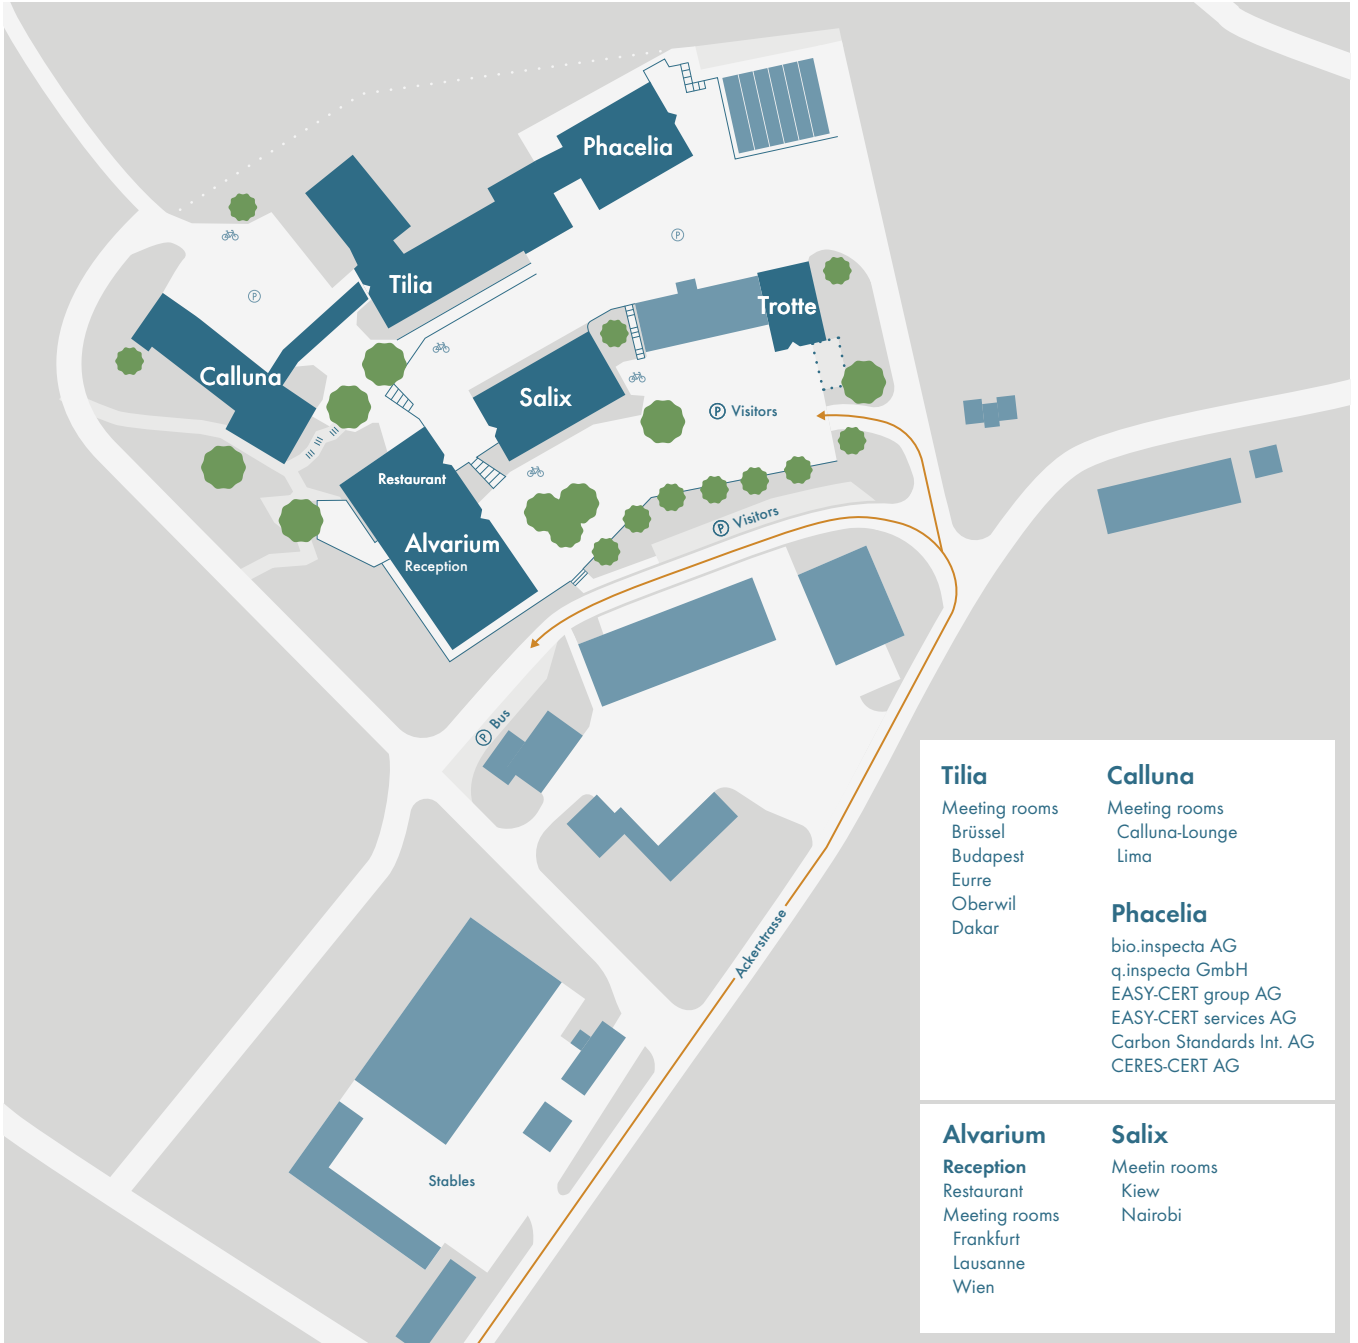 Phacelia
Tilia
P
P
Trotte
Calluna
Salix
P Visitors
Restaurant
P Visitors
Alvarium
Reception
P Bus
Ackerstrasse
Stables
Tilia
Meeting rooms
Brüssel
Budapest
Eurre
Oberwil
Dakar
Calluna
Meeting rooms
Calluna-Lounge
Lima
Phacelia
bio.inspecta AG
q.inspecta GmbH
EASY-CERT group AG
EASY-CERT services AG
Carbon Standards Int. AG
CERES-CERT AG
Alvarium
Reception
Restaurant
Meeting rooms
Frankfurt
Lausanne
Wien
Salix
Meetin rooms
Kiew
Nairobi